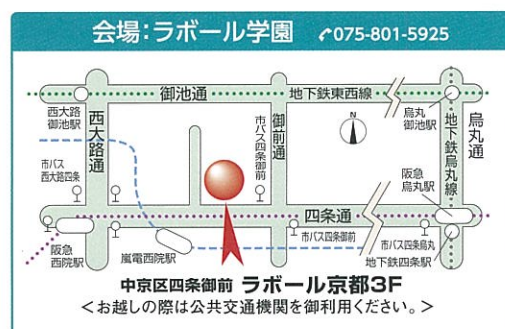 会場:ラボール学園 075-801-5925
御池通
地下鉄東西線
西大路
御池駅
烏丸
御池駅
西大路通
市バス四条御前
御前通
N
地下鉄烏丸線
烏丸通
市バス
西大路四条
阪急
烏丸駅
四条通
阪急
西院駅
嵐電西院駅
市バス四条御前
市バス四条烏丸
地下鉄四条駅
中京区四条御前 ラボール京都3F
<お越しの際は公共交通機関を御利用ください。>